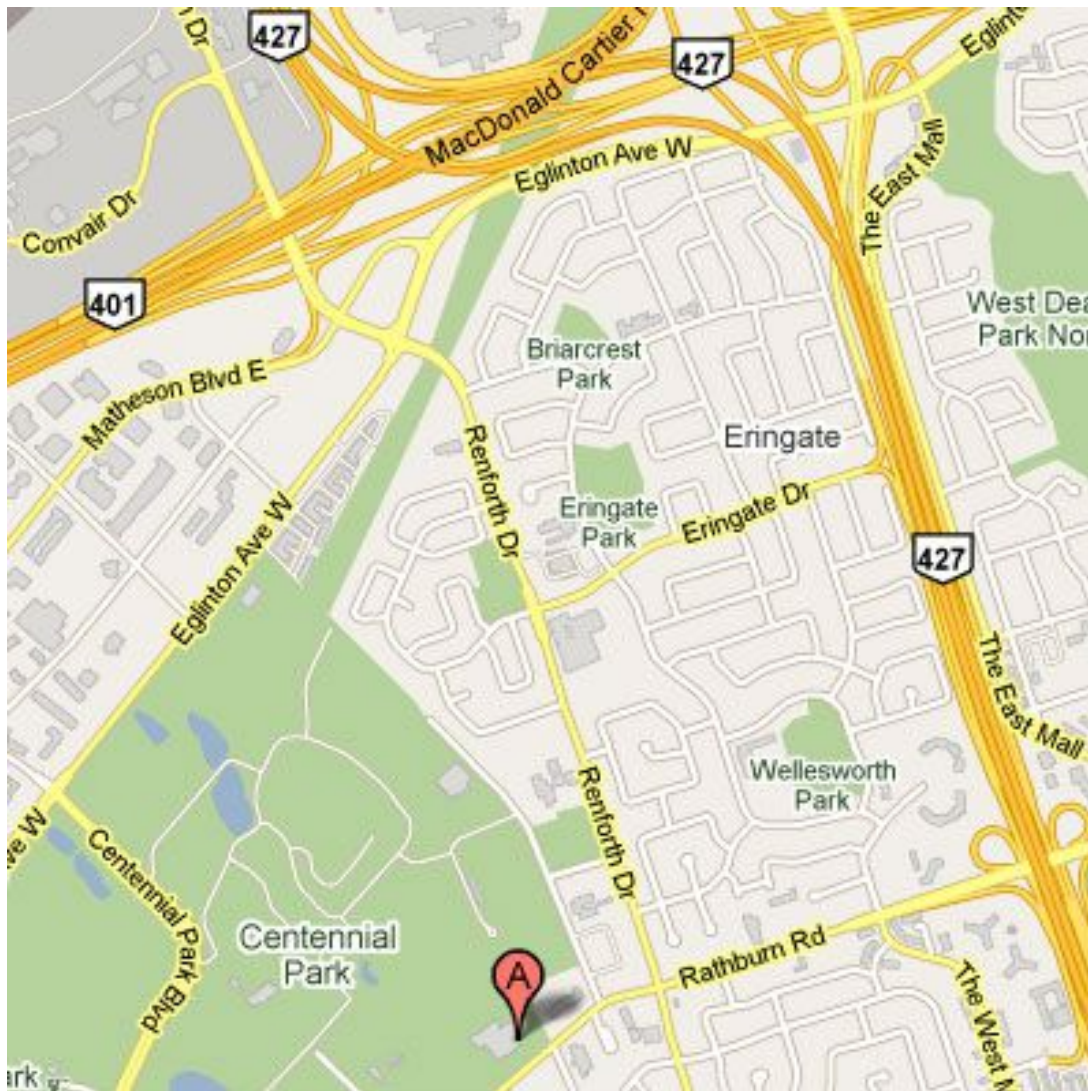 n Dr
427
427
Eglinton
MacDonald Cartier
Eglinton Ave W
The East Mall
Convair Dr
401
West Dea
Park Nor
Briarcrest
Park
Matheson Blvd E
Renforth Dr
Eringate
Eglinton Ave W
Eringate
Park
Eringate Dr
427
The East Mall
Wellesworth
Park
Renforth Dr
ve W
Centennial Park Blvd
Centennial
Park
A
Rathburn Rd
The West
ark